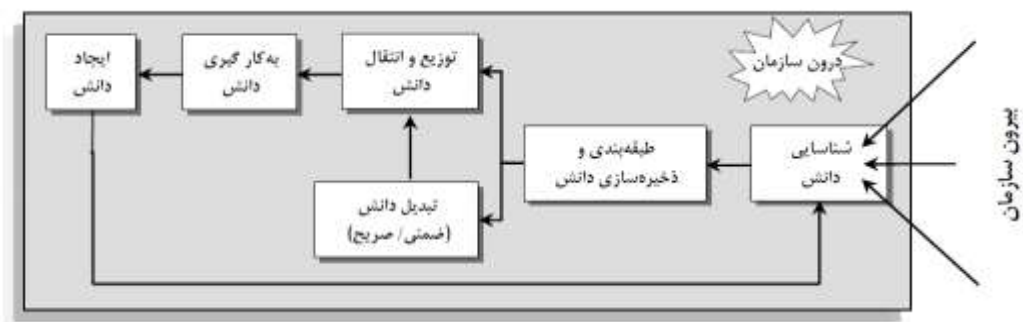 درون سازمان
بیرون سازمان
شناسایی
دانش
طبقه‌بندی و
ذخیره‌سازی دانش
توزیع و انتقال
دانش
تبدیل دانش
(ضمنی/ صریح)
به‌کار گیری
دانش
ایجاد
دانش